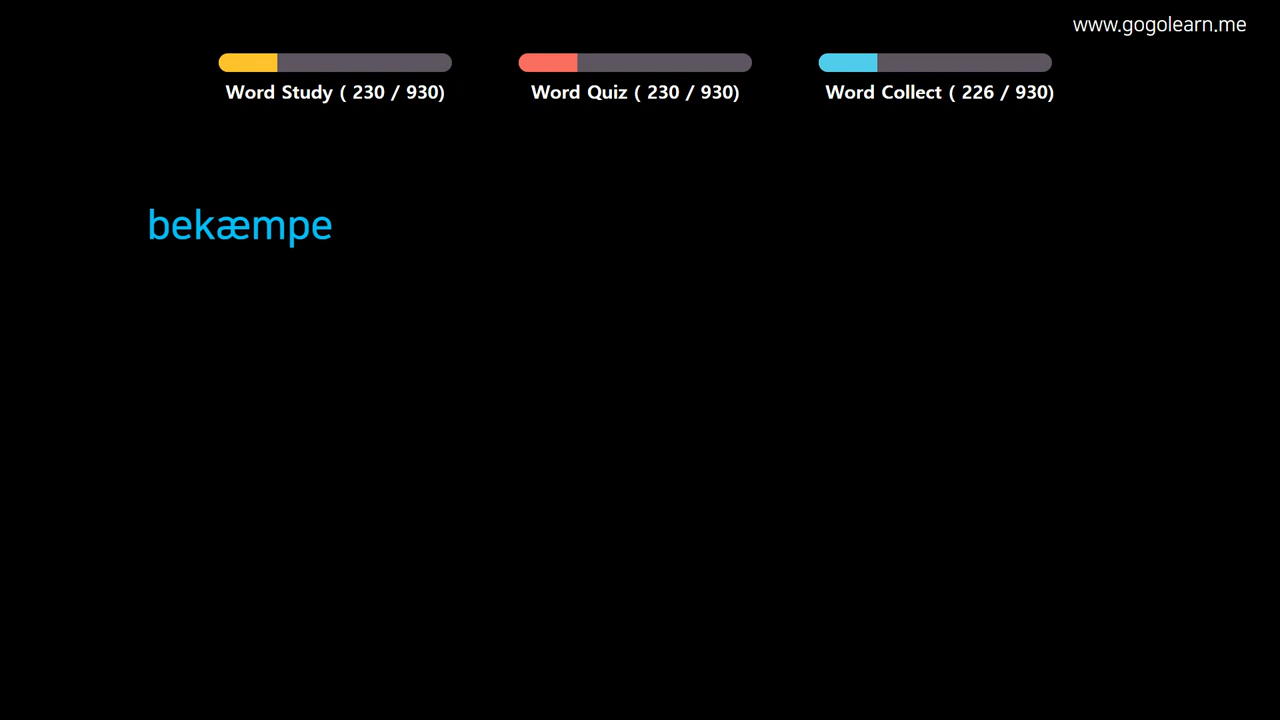 www.gogolearn.me
Word Study ( 230 / 930)
Word Quiz ( 230 / 930)
Word Collect ( 226 / 930)
bekæmpe